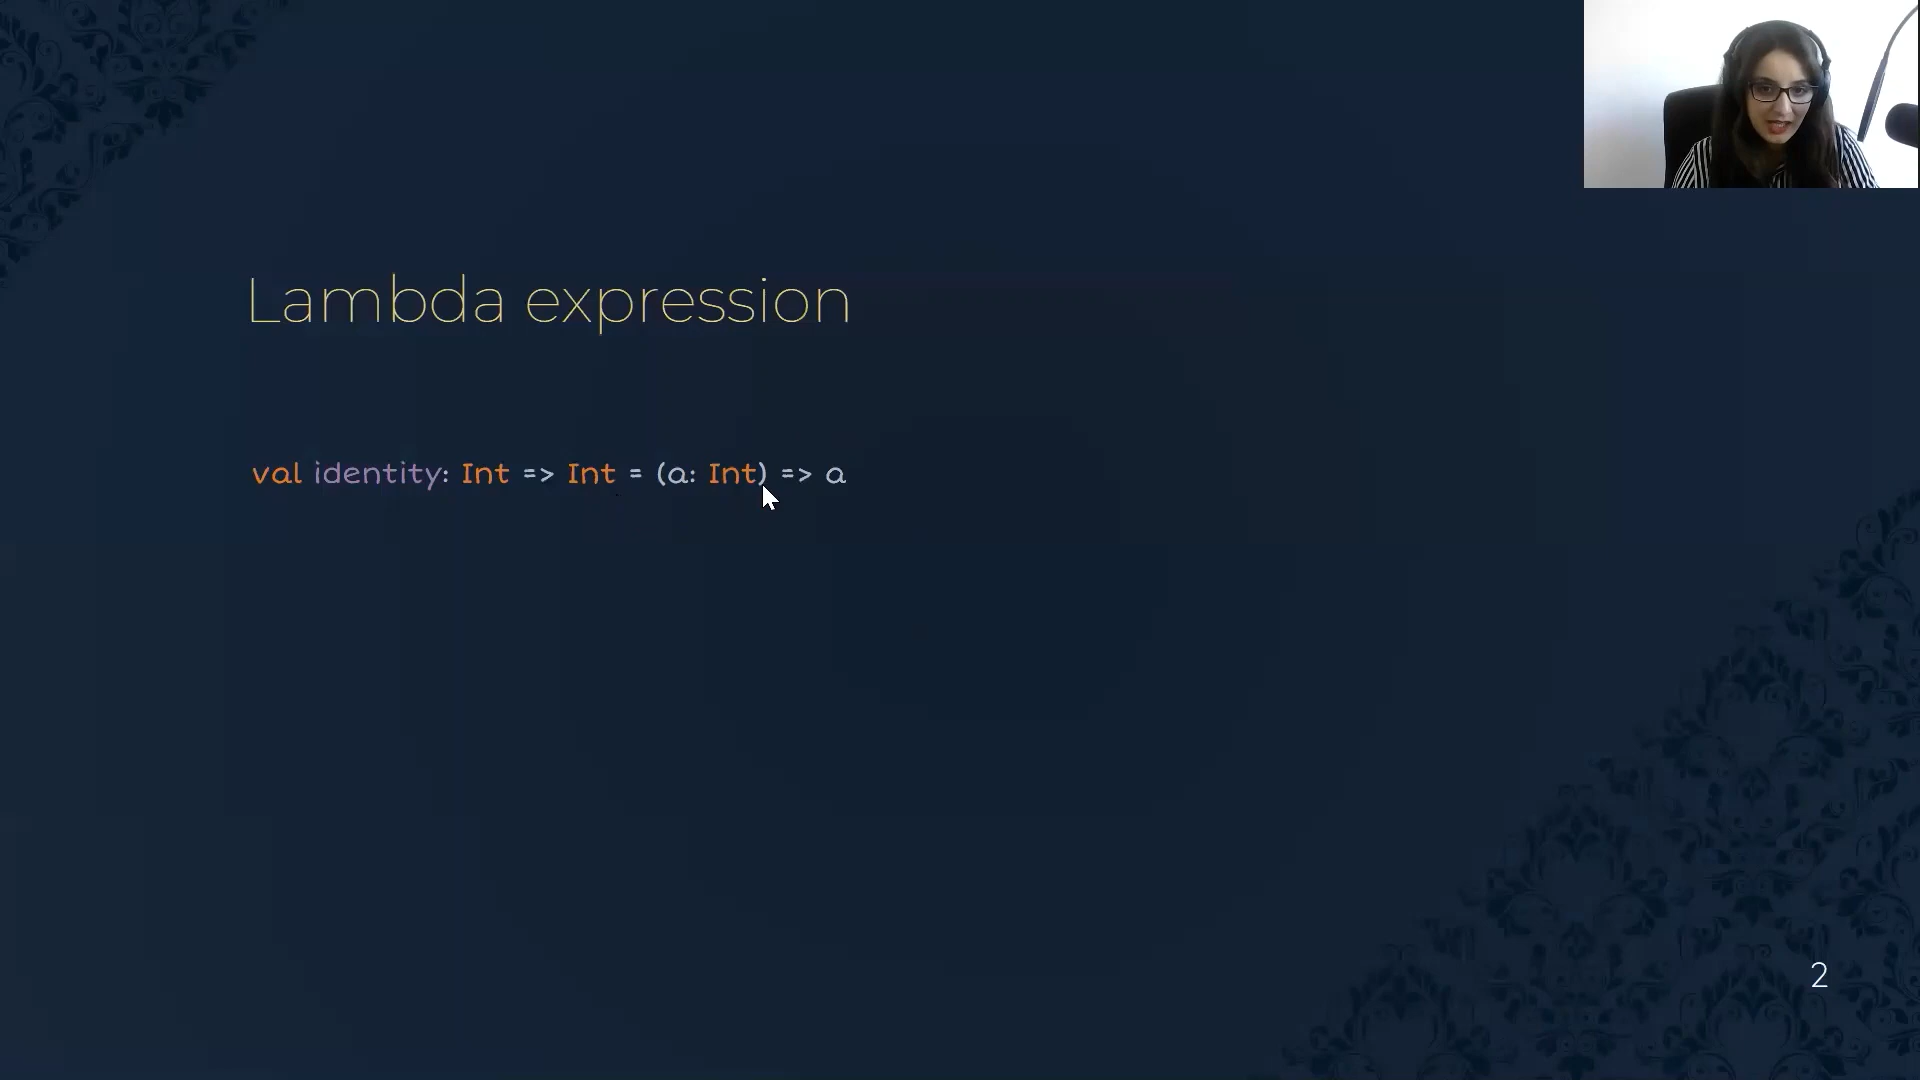 Lambda expression
val identity: Int => Int = (a: Int) => a
2